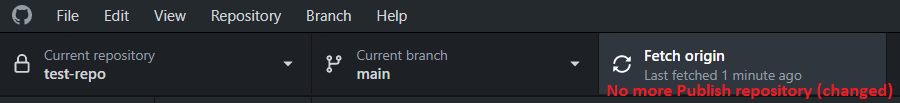 File Edit View Repository Branch Help
Current repository
test-repo
Current branch
main
Fetch origin
Last fetched 1 minute ago
No more Publish repository (changed)